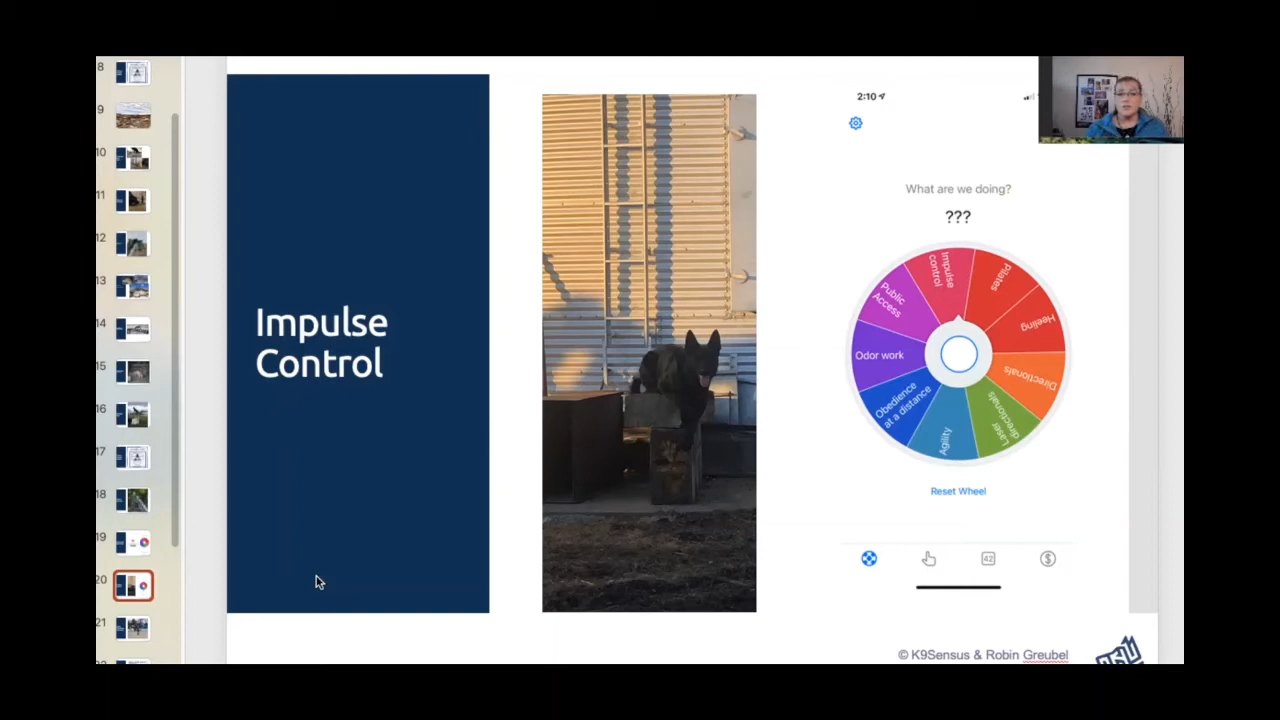 8
9
10
11
12
13
14
15
16
17
18
19
20
21
Impulse
Control
2:10
What are we doing?
???
Impulse
control
Pilates
Heeling
Directionals
Laser
directionals
Agility
Obedience
at a distance
Odor work
Public
Access
Reset Wheel
42
$
© K9Sensus & Robin Greubel